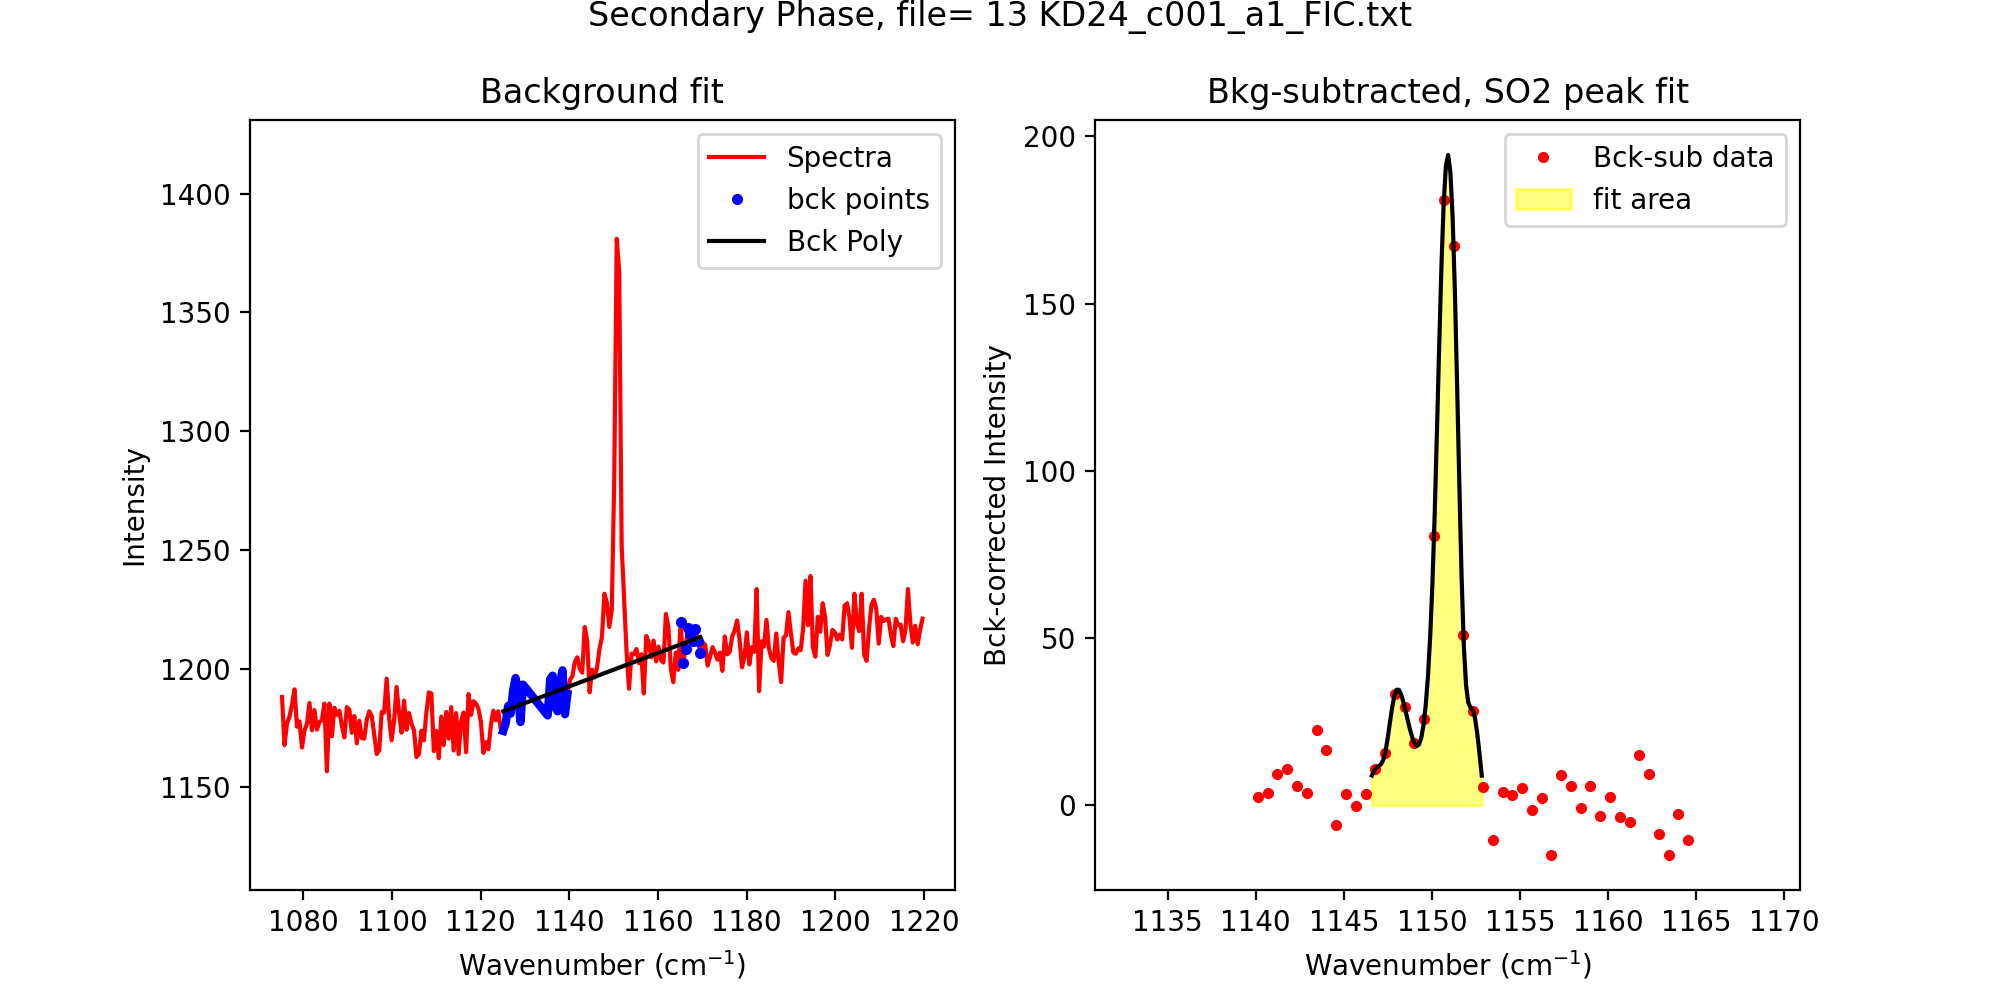 Secondary Phase, file= 13 KD24_c001_a1_FIC.txt
Background fit
Spectra
bck points
Bck Poly
Intensity
1400
1350
1300
1250
1200
1150
1080 1100 1120 1140 1160 1180 1200 1220
Wavenumber (cm⁻¹)
Bkg-subtracted, SO2 peak fit
Bck-sub data
fit area
Bck-corrected Intensity
200
150
100
50
0
1135 1140 1145 1150 1155 1160 1165 1170
Wavenumber (cm⁻¹)